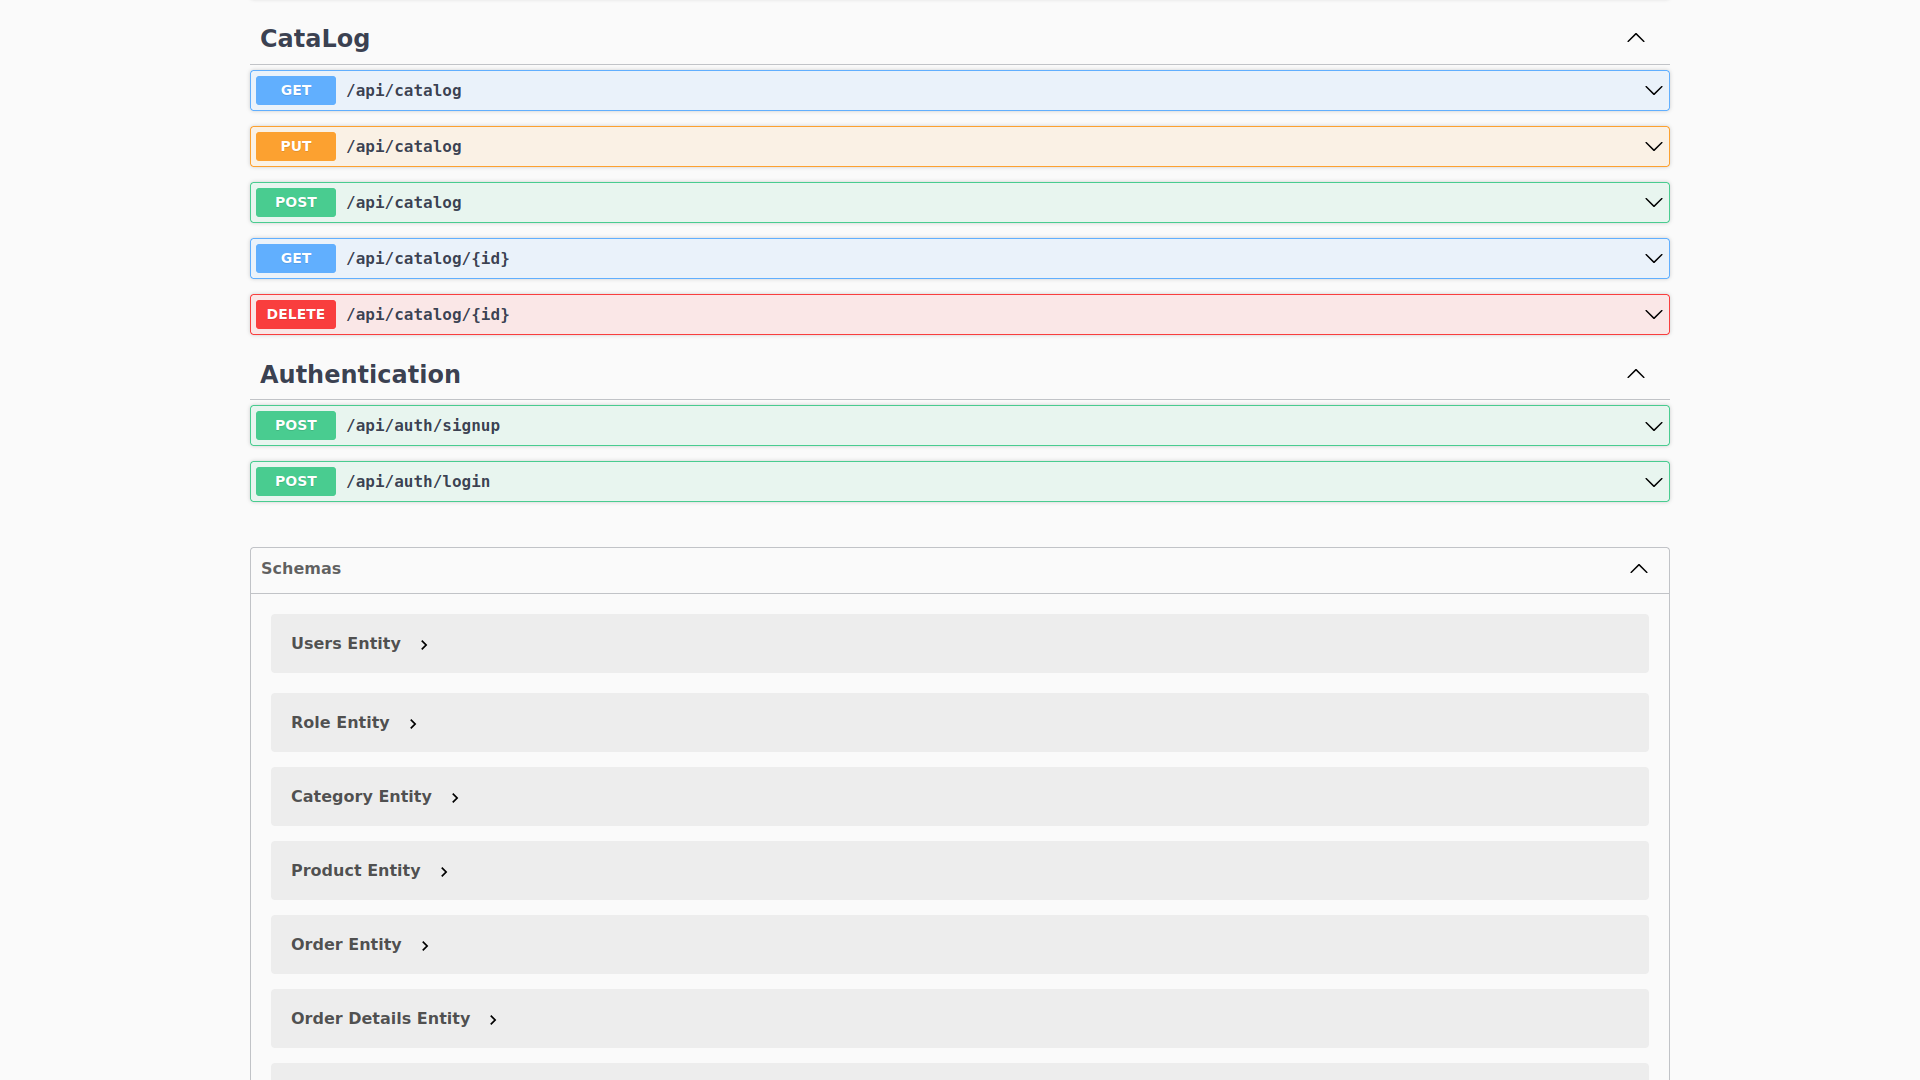 CataLog
GET /api/catalog
PUT /api/catalog
POST /api/catalog
GET /api/catalog/{id}
DELETE /api/catalog/{id}
Authentication
POST /api/auth/signup
POST /api/auth/login
Schemas
Users Entity
Role Entity
Category Entity
Product Entity
Order Entity
Order Details Entity